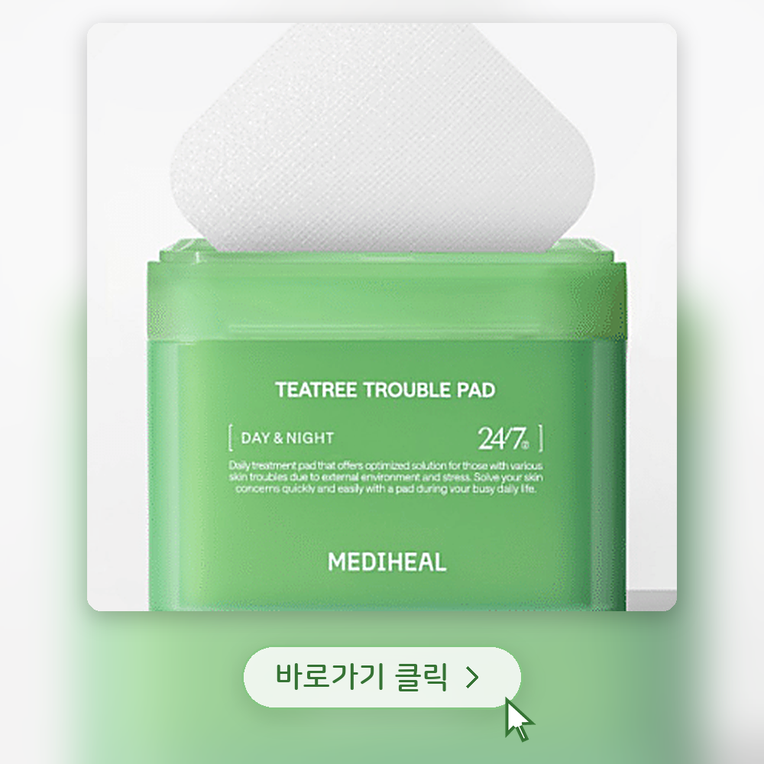 TEATREE TROUBLE PAD
[ DAY & NIGHT 24/7 ]
Daily treatment pad that offers optimized solution for those with various
skin troubles due to external environment and stress. Solve your skin
concerns quickly and easily with a pad during your busy daily life.
MEDIHEAL
바로가기 클릭 >